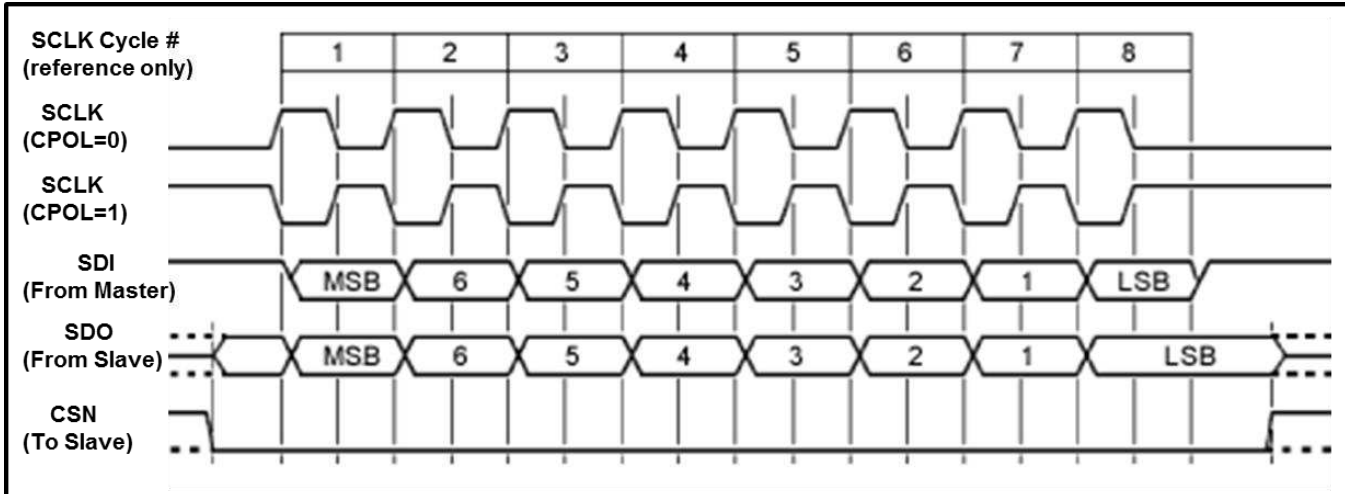 SCLK Cycle #
(reference only)
1 2 3 4 5 6 7 8
SCLK
(CPOL=0)
SCLK
(CPOL=1)
SDI
(From Master)
MSB 6 5 4 3 2 1 LSB
SDO
(From Slave)
MSB 6 5 4 3 2 1 LSB
CSN
(To Slave)